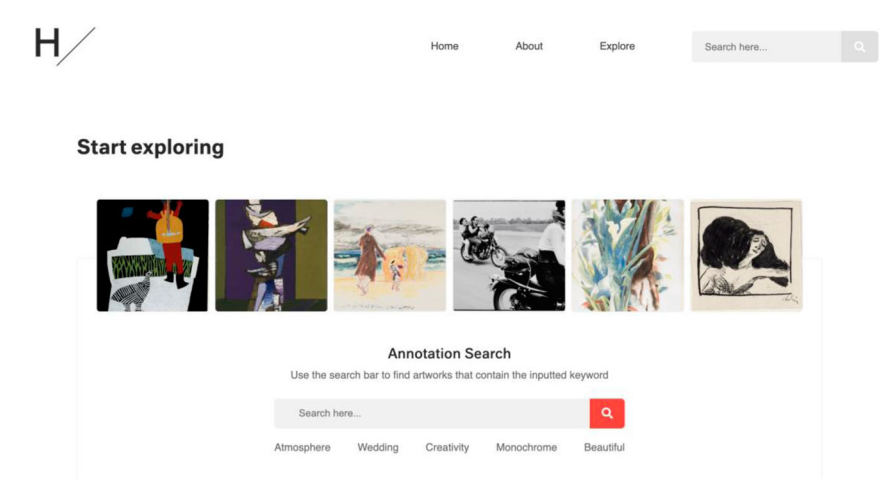 H/
Home About Explore Search here...
Start exploring
Annotation Search
Use the search bar to find artworks that contain the inputted keyword
Search here...
Atmosphere Wedding Creativity Monochrome Beautiful